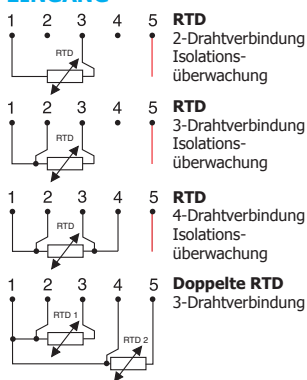 EINGANG
1 2 3 4 5 RTD
2-Drahtverbindung
Isolations-
überwachung
RTD
1 2 3 4 5 RTD
3-Drahtverbindung
Isolations-
überwachung
RTD
1 2 3 4 5 RTD
4-Drahtverbindung
Isolations-
überwachung
RTD
1 2 3 4 5 Doppelte RTD
3-Drahtverbindung
RTD 1
RTD 2